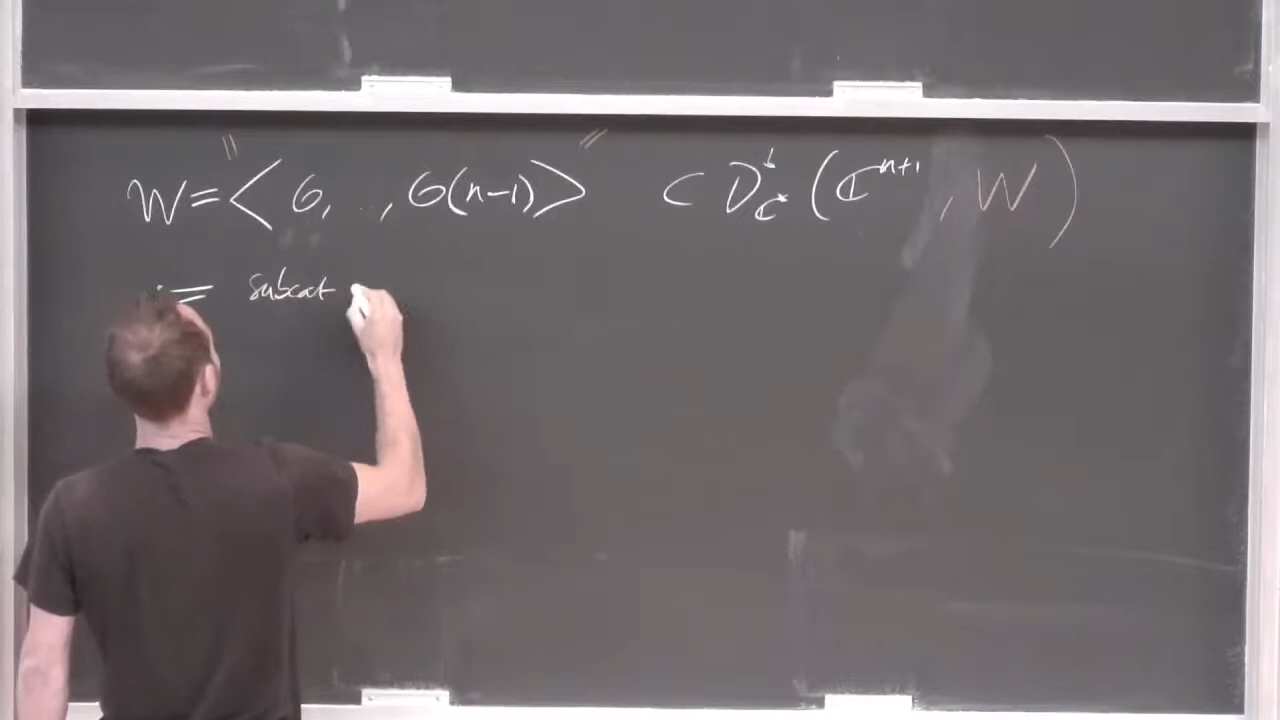 W = "< O, .., O(n-1) >" ⊂ D^b_{ℂ*} (ℂ^{n+1}, W)
:= subcat